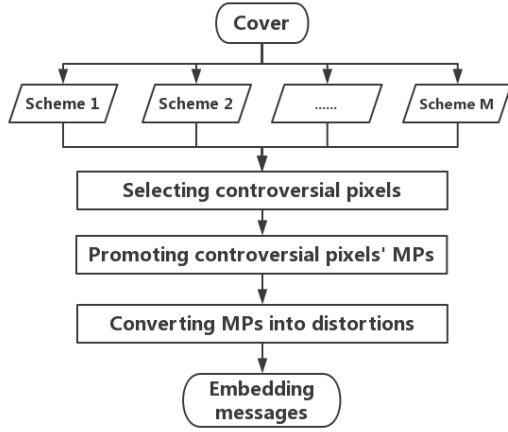 Cover
Scheme 1
Scheme 2
......
Scheme M
Selecting controversial pixels
Promoting controversial pixels' MPs
Converting MPs into distortions
Embedding
messages